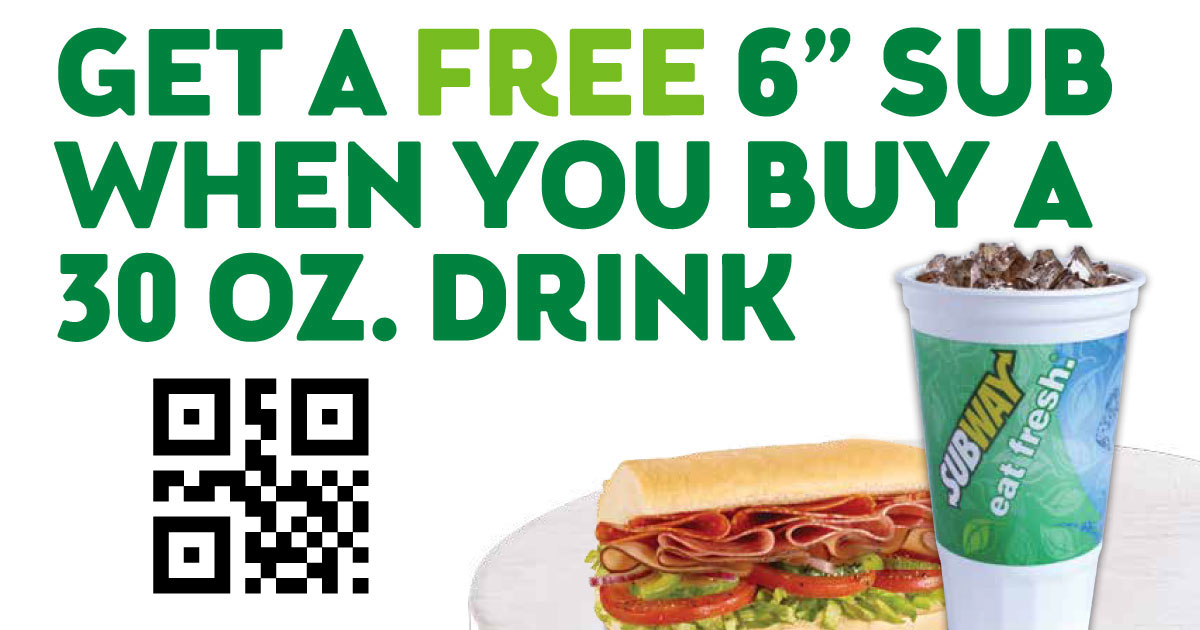 GET A FREE 6” SUB
WHEN YOU BUY A
30 OZ. DRINK
SUBWAY
eat fresh.